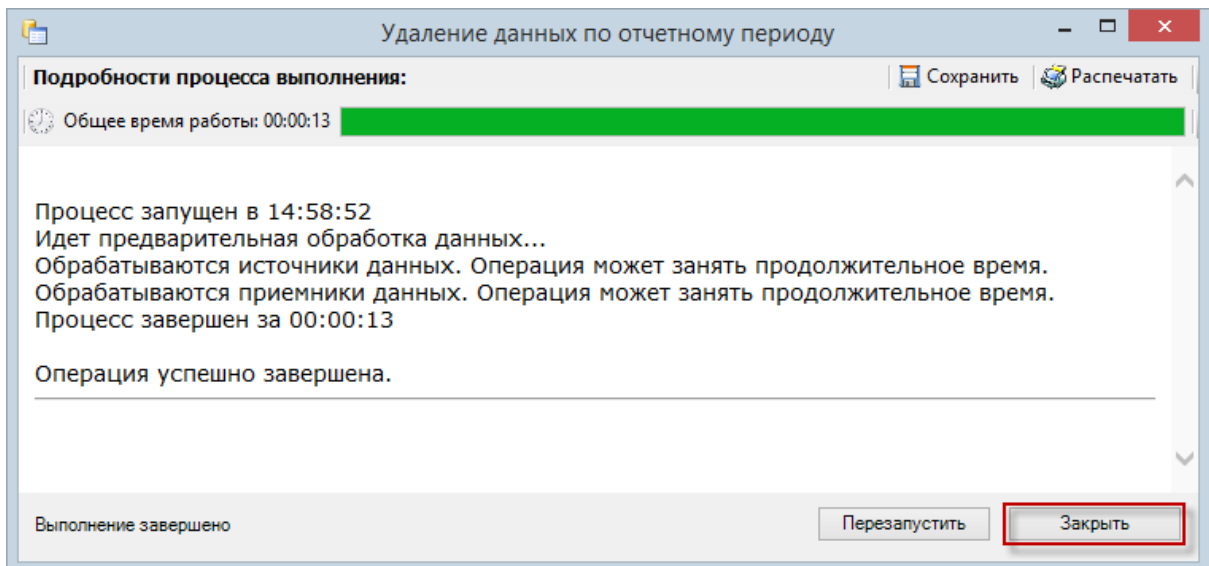 Удаление данных по отчетному периоду
Подробности процесса выполнения:
Сохранить
Распечатать
Общее время работы: 00:00:13
Процесс запущен в 14:58:52
Идет предварительная обработка данных...
Обрабатываются источники данных. Операция может занять продолжительное время.
Обрабатываются приемники данных. Операция может занять продолжительное время.
Процесс завершен за 00:00:13
Операция успешно завершена.
Выполнение завершено
Перезапустить
Закрыть